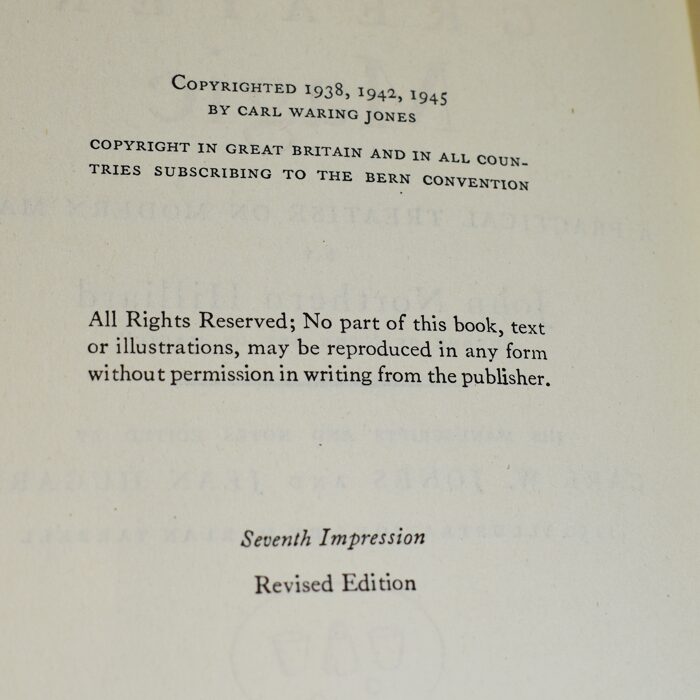 COPYRIGHTED 1938, 1942, 1945
BY CARL WARING JONES
COPYRIGHT IN GREAT BRITAIN AND IN ALL COUN-
TRIES SUBSCRIBING TO THE BERN CONVENTION
All Rights Reserved; No part of this book, text
or illustrations, may be reproduced in any form
without permission in writing from the publisher.
Seventh Impression
Revised Edition